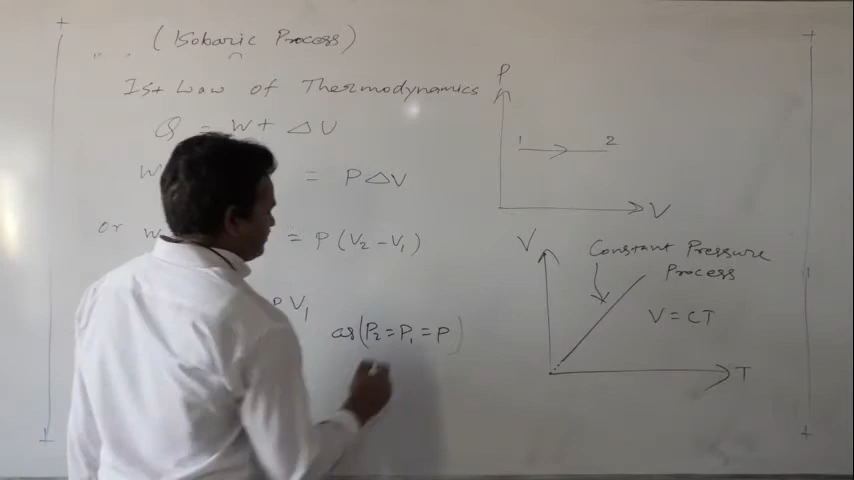 (Isobaric Process)
Ist Law of Thermodynamics
Q = W + ΔU
W = PΔV
or W = P(V₂ - V₁)
PV₁
as (P₂ = P₁ = P)
P
1 2
V
V
Constant Pressure
Process
V = CT
T